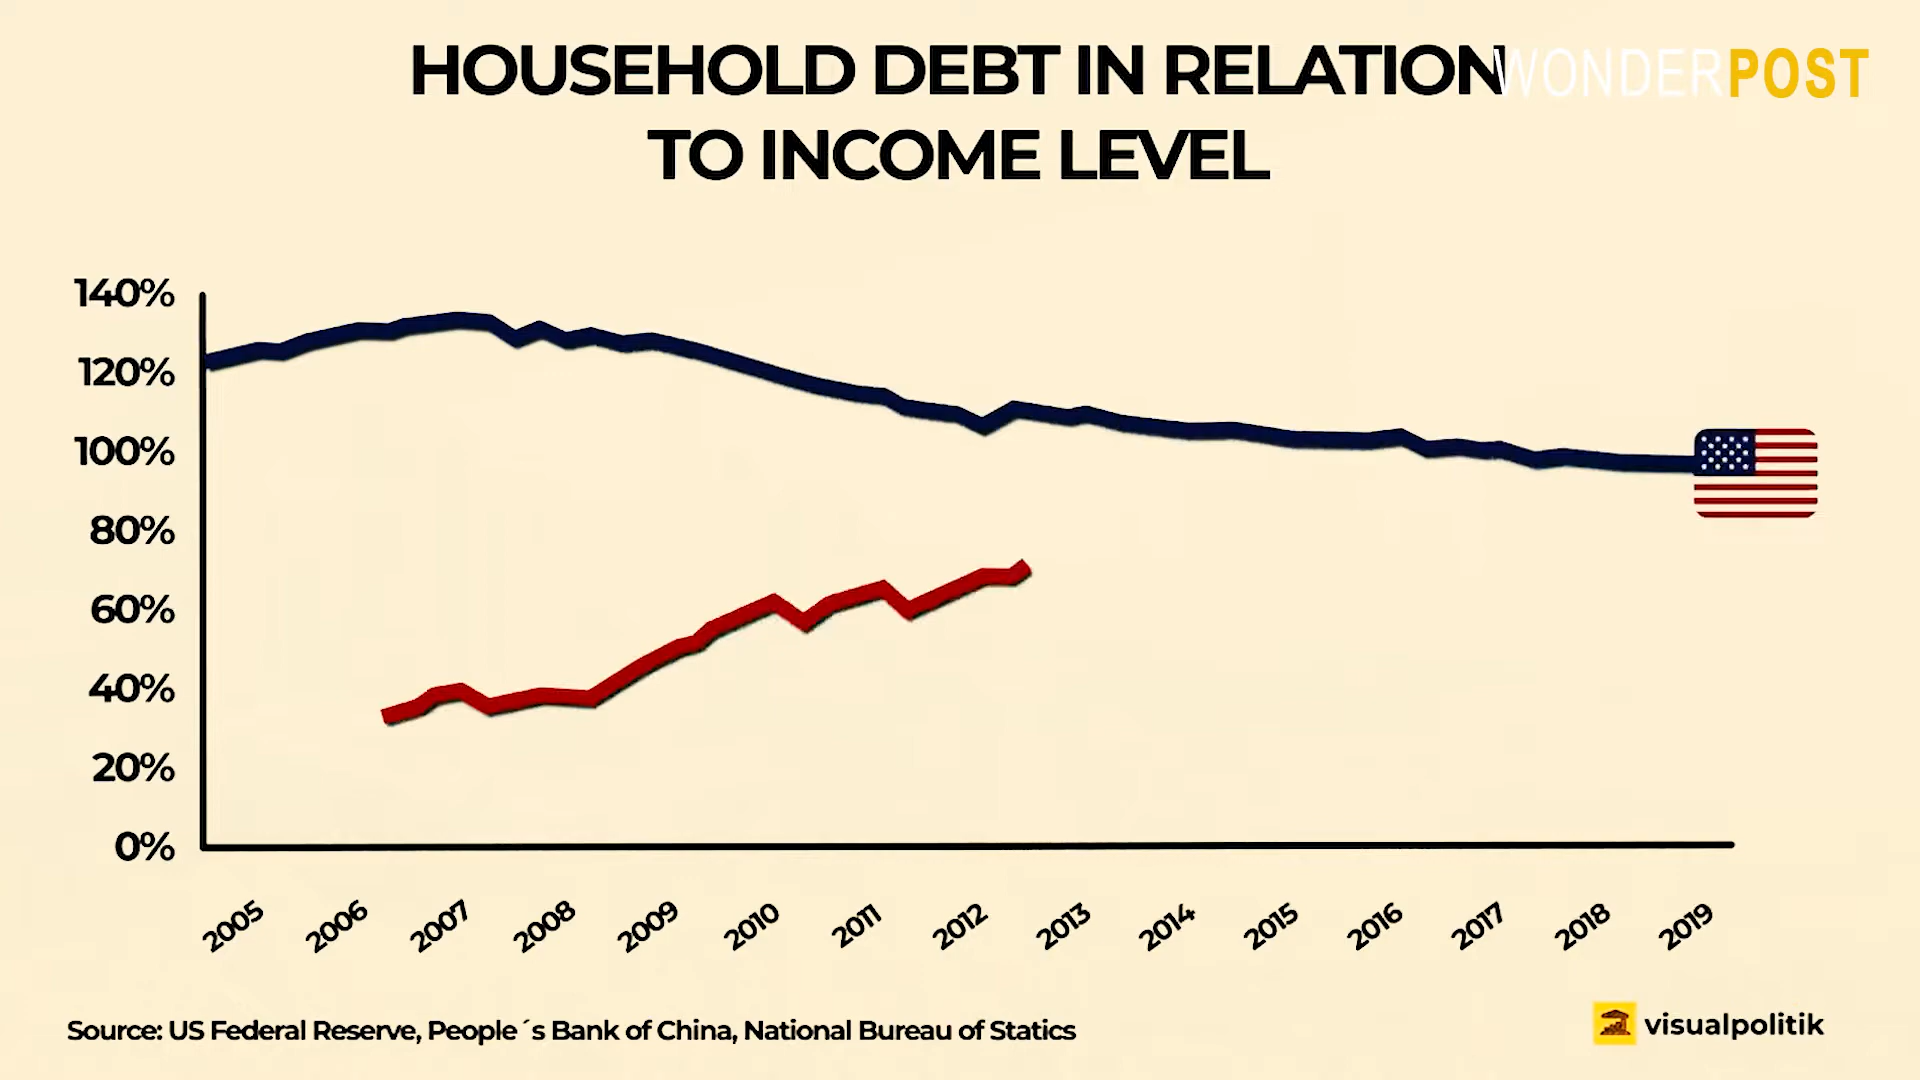 HOUSEHOLD DEBT IN RELATION
WONDERPOST
TO INCOME LEVEL
140%
120%
100%
80%
60%
40%
20%
0%
2005 2006 2007 2008 2009 2010 2011 2012 2013 2014 2015 2016 2017 2018 2019
Source: US Federal Reserve, People´s Bank of China, National Bureau of Statics
visualpolitik